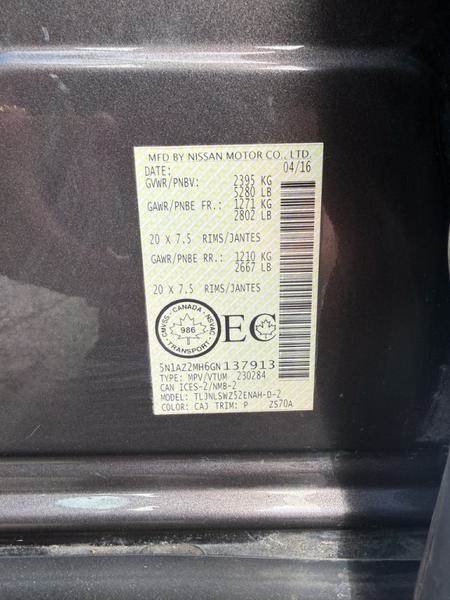 MFD BY NISSAN MOTOR CO., LTD.
DATE: 04/16
GVWR/PNBV: 2395 KG
5280 LB
GAWR/PNBE FR.: 1271 KG
2802 LB
20 X 7.5 RIMS/JANTES
GAWR/PNBE RR.: 1210 KG
2667 LB
20 X 7.5 RIMS/JANTES
CMVSS - CANADA - NSVAC
986
TRANSPORT
EC
5N1AZ2MH6GN137913
TYPE: MPV/VTUM 230284
CAN ICES-2/NMB-2
MODEL: TLJNLSWZ52ENAH-D-2
COLOR: CAJ TRIM: P ZS70A